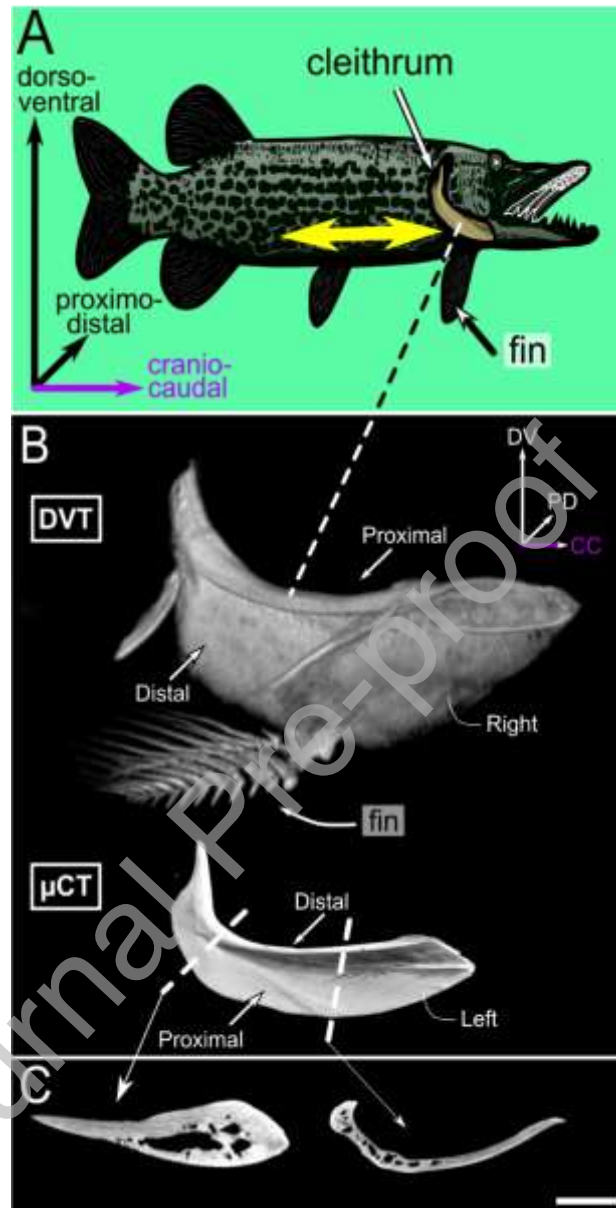 A
dorso-
ventral
cleithrum
proximo-
distal
cranio-
caudal
fin
B
DVT
DV
PD
CC
Proximal
Distal
Right
fin
µCT
Distal
Proximal
Left
C
Journal Pre-proof